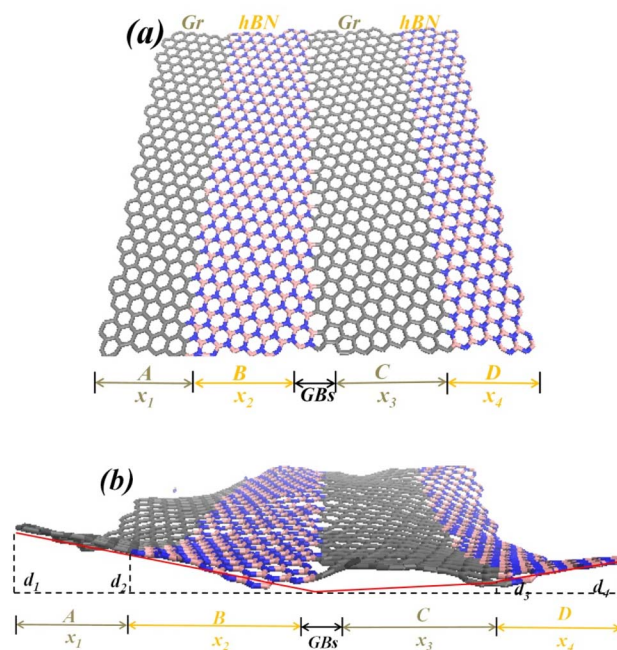 (a)
Gr hBN Gr hBN
A B C D
x1 x2 GBs x3 x4
(b)
d1 d2 d3 d4
A B C D
x1 x2 GBs x3 x4